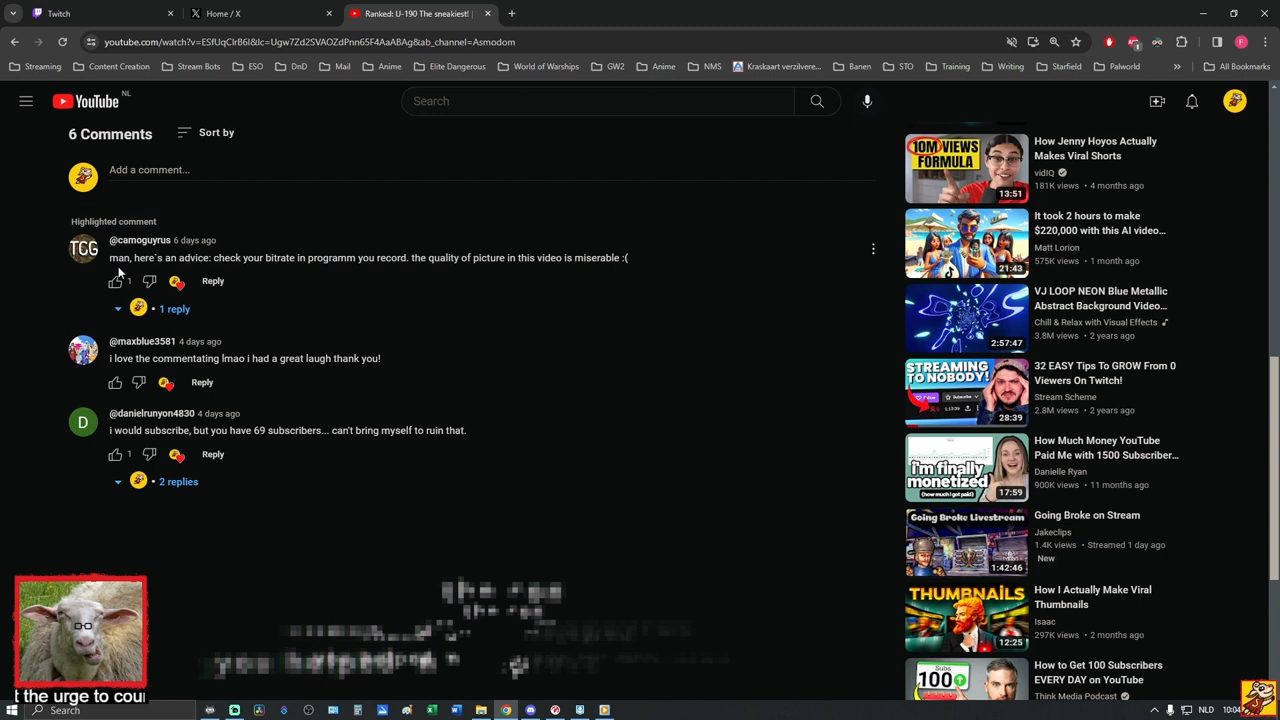 Twitch
Home / X
Ranked: U-190 The sneakiest!
youtube.com/watch?v=ESfUqClrB6I&lc=Ugw7Zd2SVAOZdPnn65F4AaABAg&ab_channel=Asmodom
Streaming
Content Creation
Stream Bots
ESO
DnD
Mail
Anime
Elite Dangerous
World of Warships
GW2
Anime
NMS
Kraskaart verzilvere...
Banen
STO
Training
Writing
Starfield
Palworld
All Bookmarks
YouTube NL
Search
6 Comments
Sort by
Add a comment...
Highlighted comment
TCG
@camoguyrus 6 days ago
man, here`s an advice: check your bitrate in programm you record. the quality of picture in this video is miserable :(
1
Reply
1 reply
@maxblue3581 4 days ago
i love the commentating lmao i had a great laugh thank you!
Reply
D
@danielrunyon4830 4 days ago
i would subscribe, but you have 69 subscribers... can't bring myself to ruin that.
1
Reply
2 replies
10M VIEWS
FORMULA
13:51
How Jenny Hoyos Actually
Makes Viral Shorts
vidIQ
181K views • 4 months ago
21:43
It took 2 hours to make
$220,000 with this AI video...
Matt Lorion
575K views • 1 month ago
2:57:47
VJ LOOP NEON Blue Metallic
Abstract Background Video...
Chill & Relax with Visual Effects
3.8M views • 2 years ago
STREAMING
TO NOBODY!
28:39
32 EASY Tips To GROW From 0
Viewers On Twitch!
Stream Scheme
2.8M views • 2 years ago
i'm finally
monetized
(how much I got paid)
17:59
How Much Money YouTube
Paid Me with 1500 Subscriber...
Danielle Ryan
900K views • 11 months ago
Going Broke Livestream
1:42:46
Going Broke on Stream
Jakeclips
1.4K views • Streamed 1 day ago
New
THUMBNAILS
12:25
How I Actually Make Viral
Thumbnails
Isaac
297K views • 2 months ago
Subs
100
How to Get 100 Subscribers
EVERY DAY on YouTube
Think Media Podcast
t the urge to cour
Search
NLD
10:04